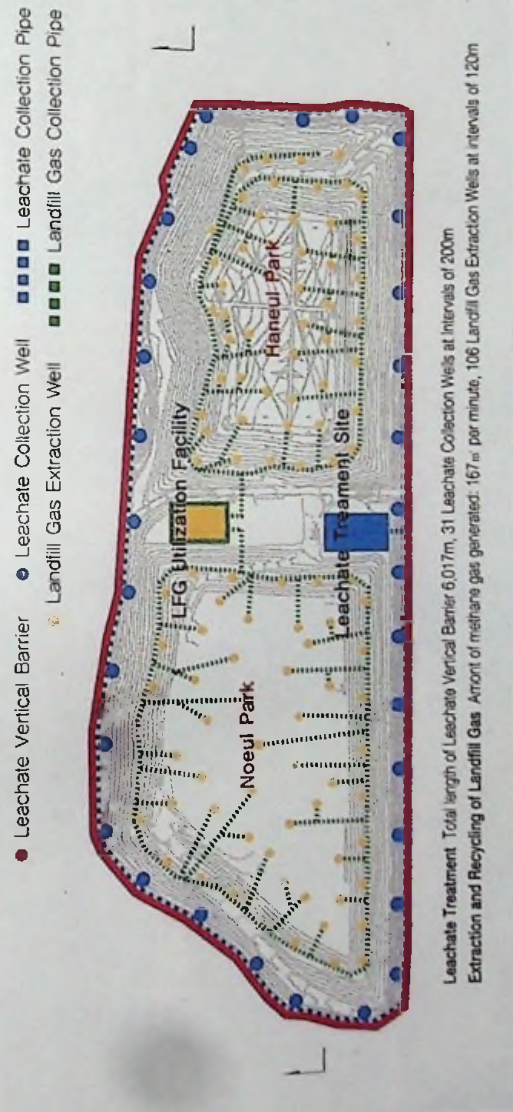 Leachate Vertical Barrier Leachate Collection Well Leachate Collection Pipe
Landfill Gas Extraction Well Landfill Gas Collection Pipe
LFG Utilization Facility
Haneul Park
Noeul Park
Leachate Treament Site
Leachate Treatment Total length of Leachate Vertical Barrier 6,017m, 31 Leachate Collection Wells at Intervals of 200m
Extraction and Recycling of Landfill Gas Amont of methane gas generated: 167㎥ per minute, 106 Landfill Gas Extraction Wells at intervals of 120m